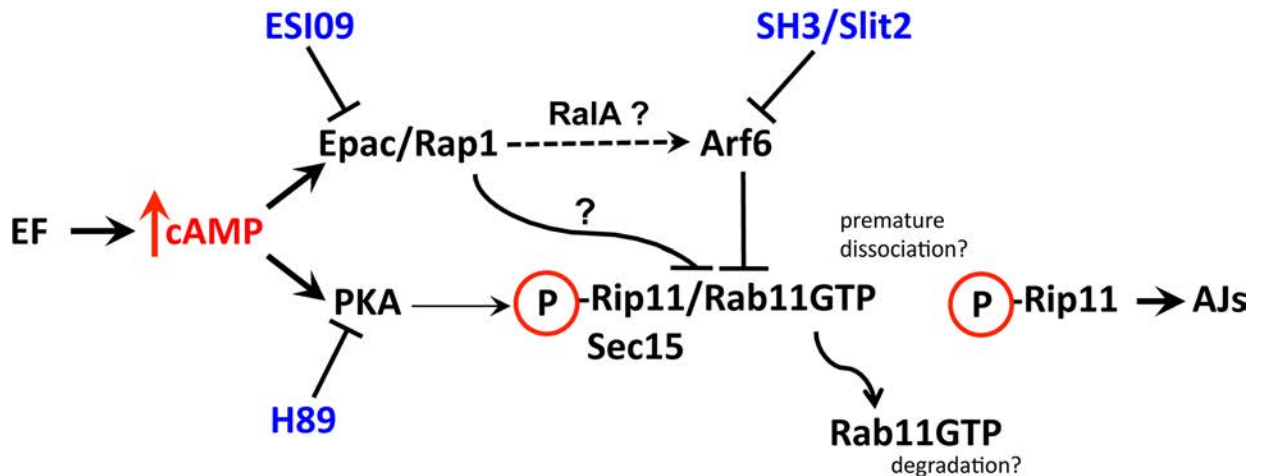 ESI09
SH3/Slit2
RalA ?
Epac/Rap1
Arf6
?
EF
cAMP
premature
dissociation?
PKA
P
-Rip11/Rab11GTP
Sec15
P
-Rip11
AJs
H89
Rab11GTP
degradation?